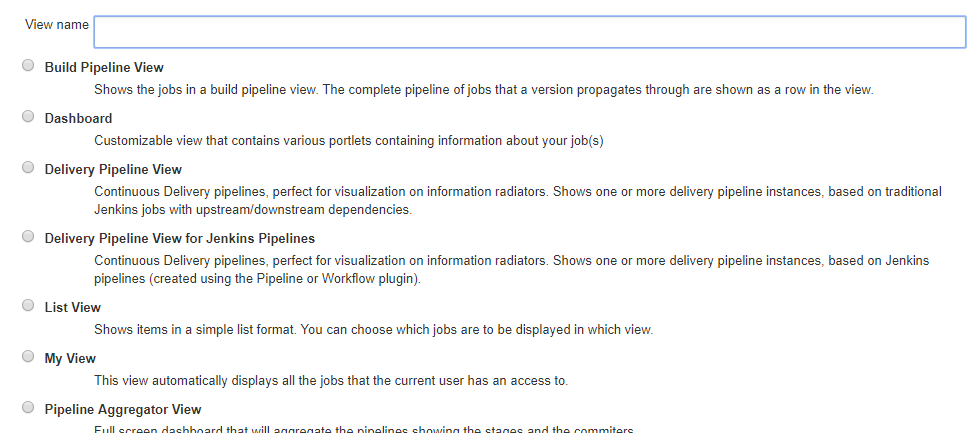 View name
Build Pipeline View
Shows the jobs in a build pipeline view. The complete pipeline of jobs that a version propagates through are shown as a row in the view.
Dashboard
Customizable view that contains various portlets containing information about your job(s)
Delivery Pipeline View
Continuous Delivery pipelines, perfect for visualization on information radiators. Shows one or more delivery pipeline instances, based on traditional
Jenkins jobs with upstream/downstream dependencies.
Delivery Pipeline View for Jenkins Pipelines
Continuous Delivery pipelines, perfect for visualization on information radiators. Shows one or more delivery pipeline instances, based on Jenkins
pipelines (created using the Pipeline or Workflow plugin).
List View
Shows items in a simple list format. You can choose which jobs are to be displayed in which view.
My View
This view automatically displays all the jobs that the current user has an access to.
Pipeline Aggregator View
Full screen dashboard that will aggregate the pipelines showing the stages and the commiters